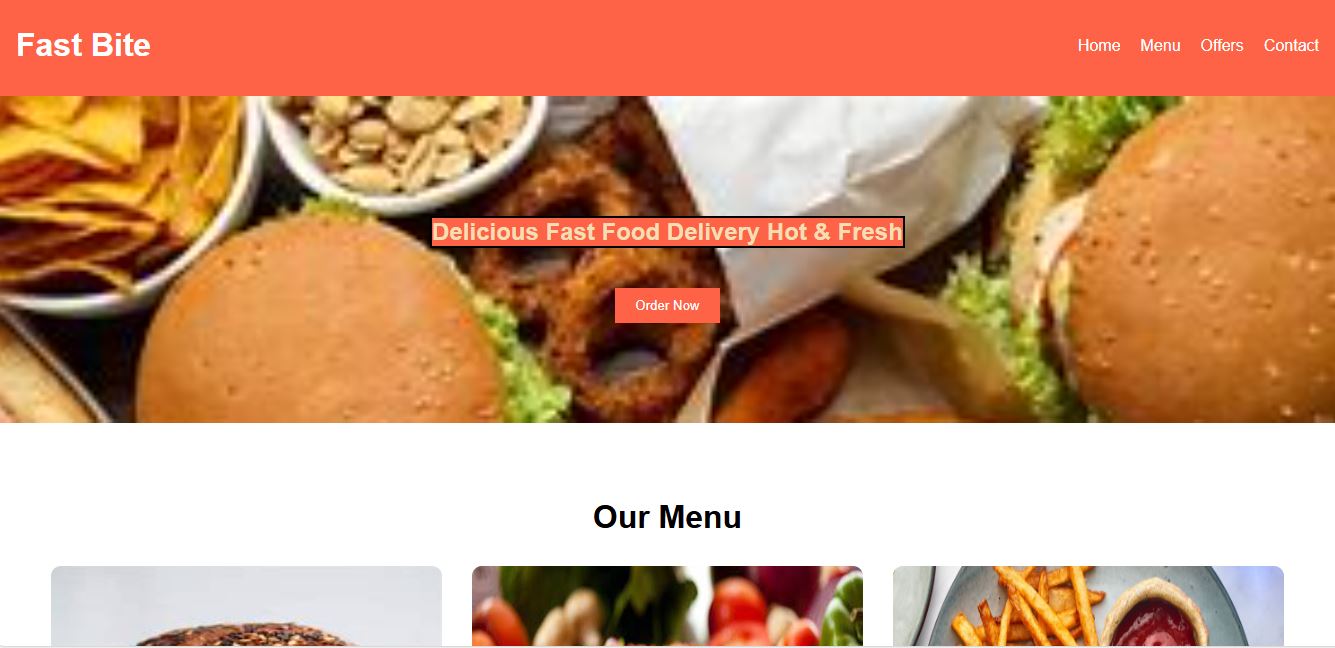 Fast Bite
Home Menu Offers Contact
Delicious Fast Food Delivery Hot & Fresh
Order Now
Our Menu